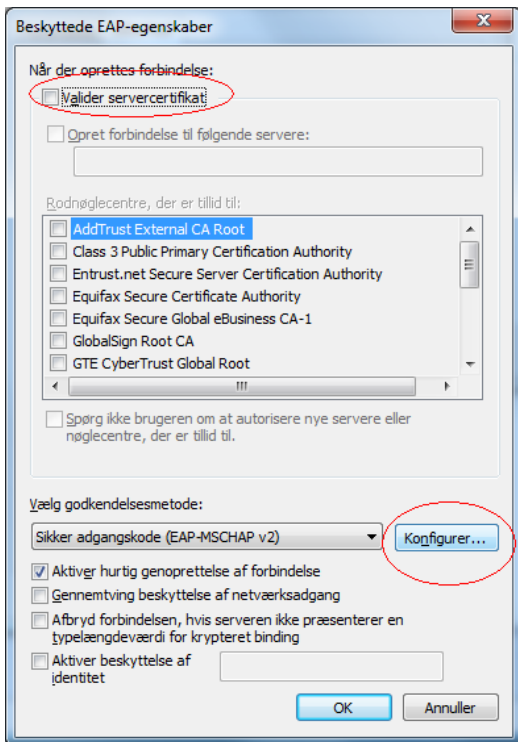 Beskyttede EAP-egenskaber
Når der oprettes forbindelse:
Valider servercertifikat
Opret forbindelse til følgende servere:
Rodnøglecentre, der er tillid til:
AddTrust External CA Root
Class 3 Public Primary Certification Authority
Entrust.net Secure Server Certification Authority
Equifax Secure Certificate Authority
Equifax Secure Global eBusiness CA-1
GlobalSign Root CA
GTE CyberTrust Global Root
Spørg ikke brugeren om at autorisere nye servere eller
nøglecentre, der er tillid til.
Vælg godkendelsesmetode:
Sikker adgangskode (EAP-MSCHAP v2)
Konfigurer...
Aktiver hurtig genoprettelse af forbindelse
Gennemtving beskyttelse af netværksadgang
Afbryd forbindelsen, hvis serveren ikke præsenterer en
typelængdeværdi for krypteret binding
Aktiver beskyttelse af
identitet
OK
Annuller